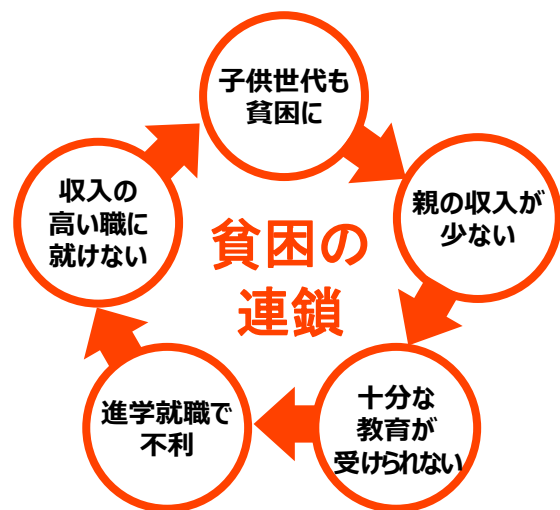 子供世代も
貧困に
親の収入が
少ない
十分な
教育が
受けられない
進学就職で
不利
収入の
高い職に
就けない
貧困の
連鎖